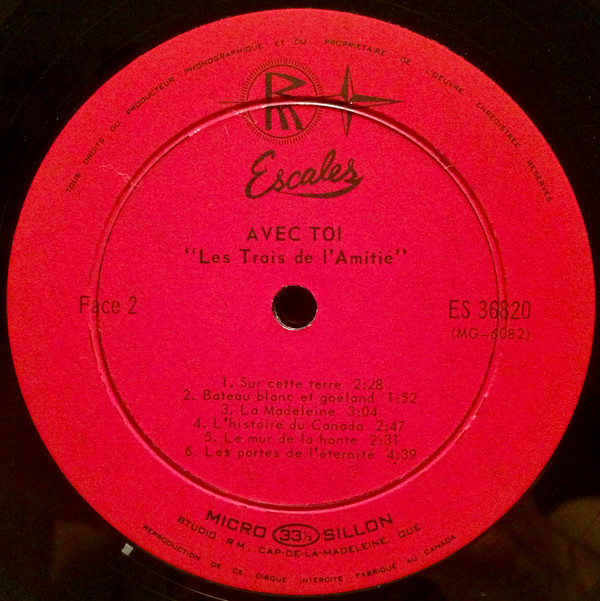 TOUS DROITS DU PRODUCTEUR PHONOGRAPHIQUE ET DU PROPRIETAIRE DE L'OEUVRE ENREGISTREE RESERVES
RM
Escales
AVEC TOI
"Les Trois de l'Amitié"
Face 2
ES 36820
(MG-6082)
1. Sur cette terre 2:28
2. Bateau blanc et goëland 1:52
3. La Madeleine 3:04
4. L'histoire du Canada 2:47
5. Le mur de la honte 2:31
6. Les portes de l'éternité 4:39
MICRO 33⅓ SILLON
STUDIO RM, CAP-DE-LA-MADELEINE, QUE.
REPRODUCTION DE CE DISQUE INTERDITE FABRIQUE AU CANADA